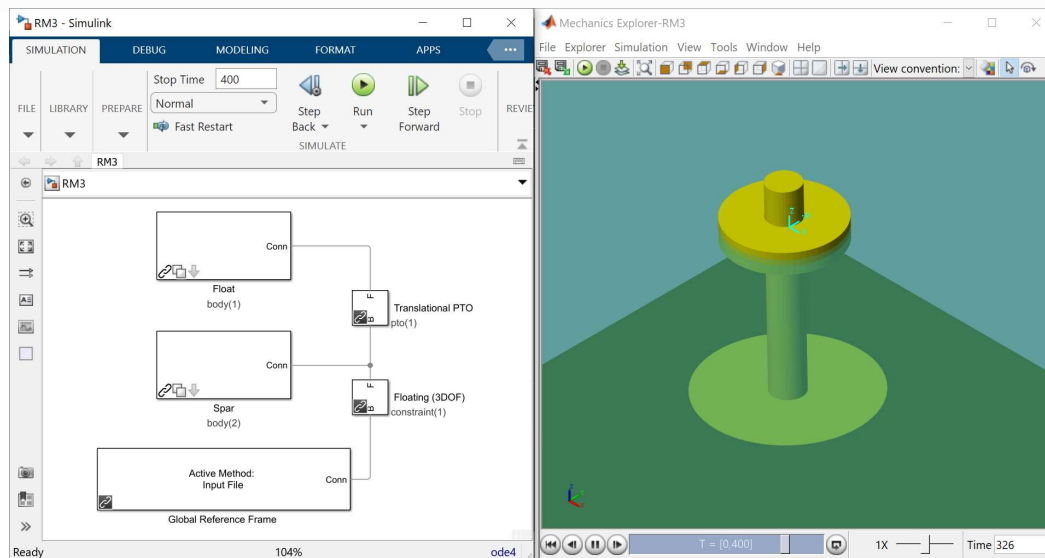 RM3 - Simulink
SIMULATION DEBUG MODELING FORMAT APPS
FILE LIBRARY PREPARE
Stop Time 400
Normal
Fast Restart
Step Back
Run
Step Forward
Stop
REVIE
SIMULATE
RM3
RM3
Conn
Float
body(1)
F
B
Translational PTO
pto(1)
Conn
Spar
body(2)
F
B
Floating (3DOF)
constraint(1)
Active Method:
Input File
Conn
Global Reference Frame
Ready 104% ode4
Mechanics Explorer-RM3
File Explorer Simulation View Tools Window Help
View convention:
z
z
x
T = [0,400]
1X
Time 326